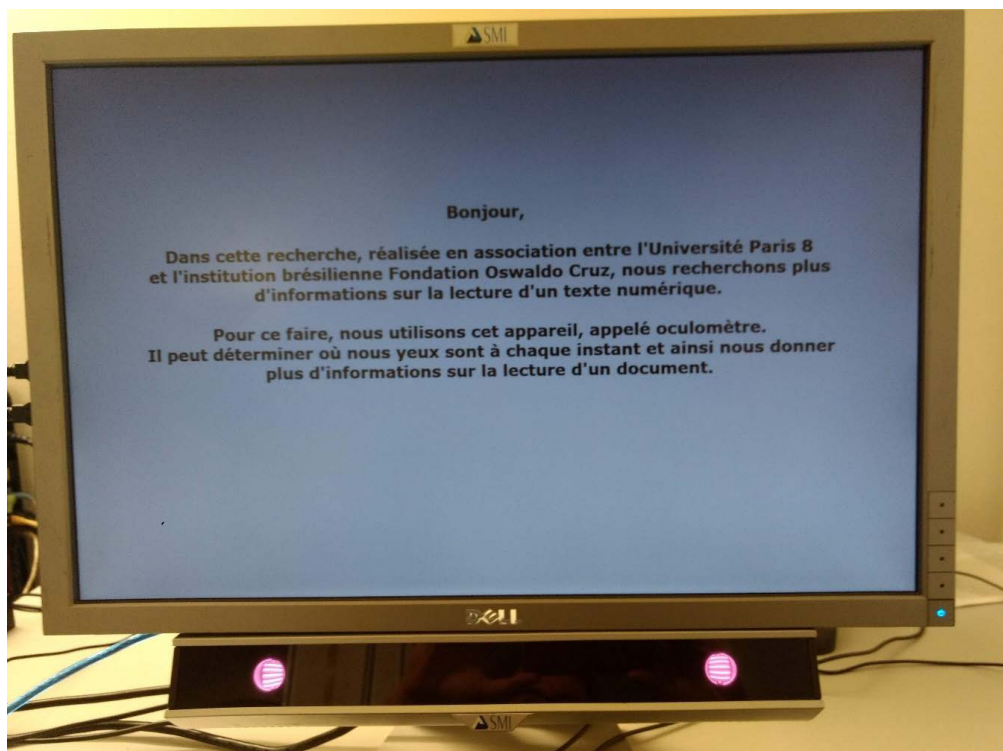 SMI
Bonjour,
Dans cette recherche, réalisée en association entre l'Université Paris 8
et l'institution brésilienne Fondation Oswaldo Cruz, nous recherchons plus
d'informations sur la lecture d'un texte numérique.
Pour ce faire, nous utilisons cet appareil, appelé oculomètre.
Il peut déterminer où nous yeux sont à chaque instant et ainsi nous donner
plus d'informations sur la lecture d'un document.
DELL
SMI